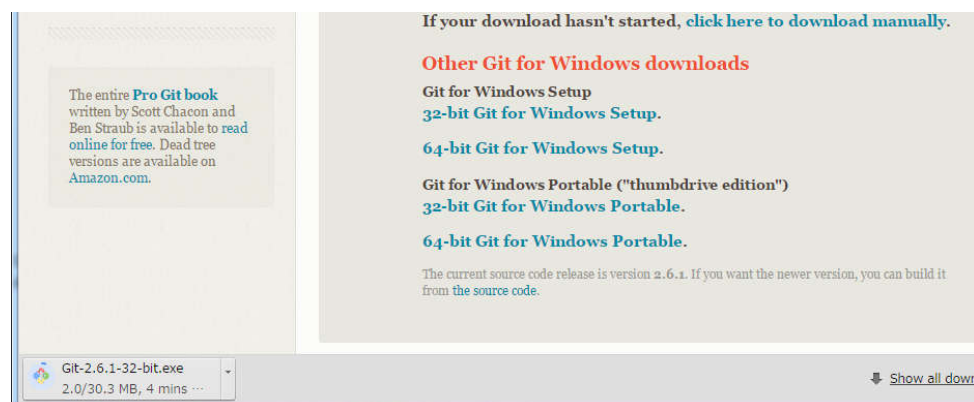 If your download hasn't started, click here to download manually.
Other Git for Windows downloads
Git for Windows Setup
32-bit Git for Windows Setup.
64-bit Git for Windows Setup.
Git for Windows Portable ("thumbdrive edition")
32-bit Git for Windows Portable.
64-bit Git for Windows Portable.
The current source code release is version 2.6.1. If you want the newer version, you can build it
from the source code.
The entire Pro Git book
written by Scott Chacon and
Ben Straub is available to read
online for free. Dead tree
versions are available on
Amazon.com.
Git-2.6.1-32-bit.exe
2.0/30.3 MB, 4 mins ...
Show all down